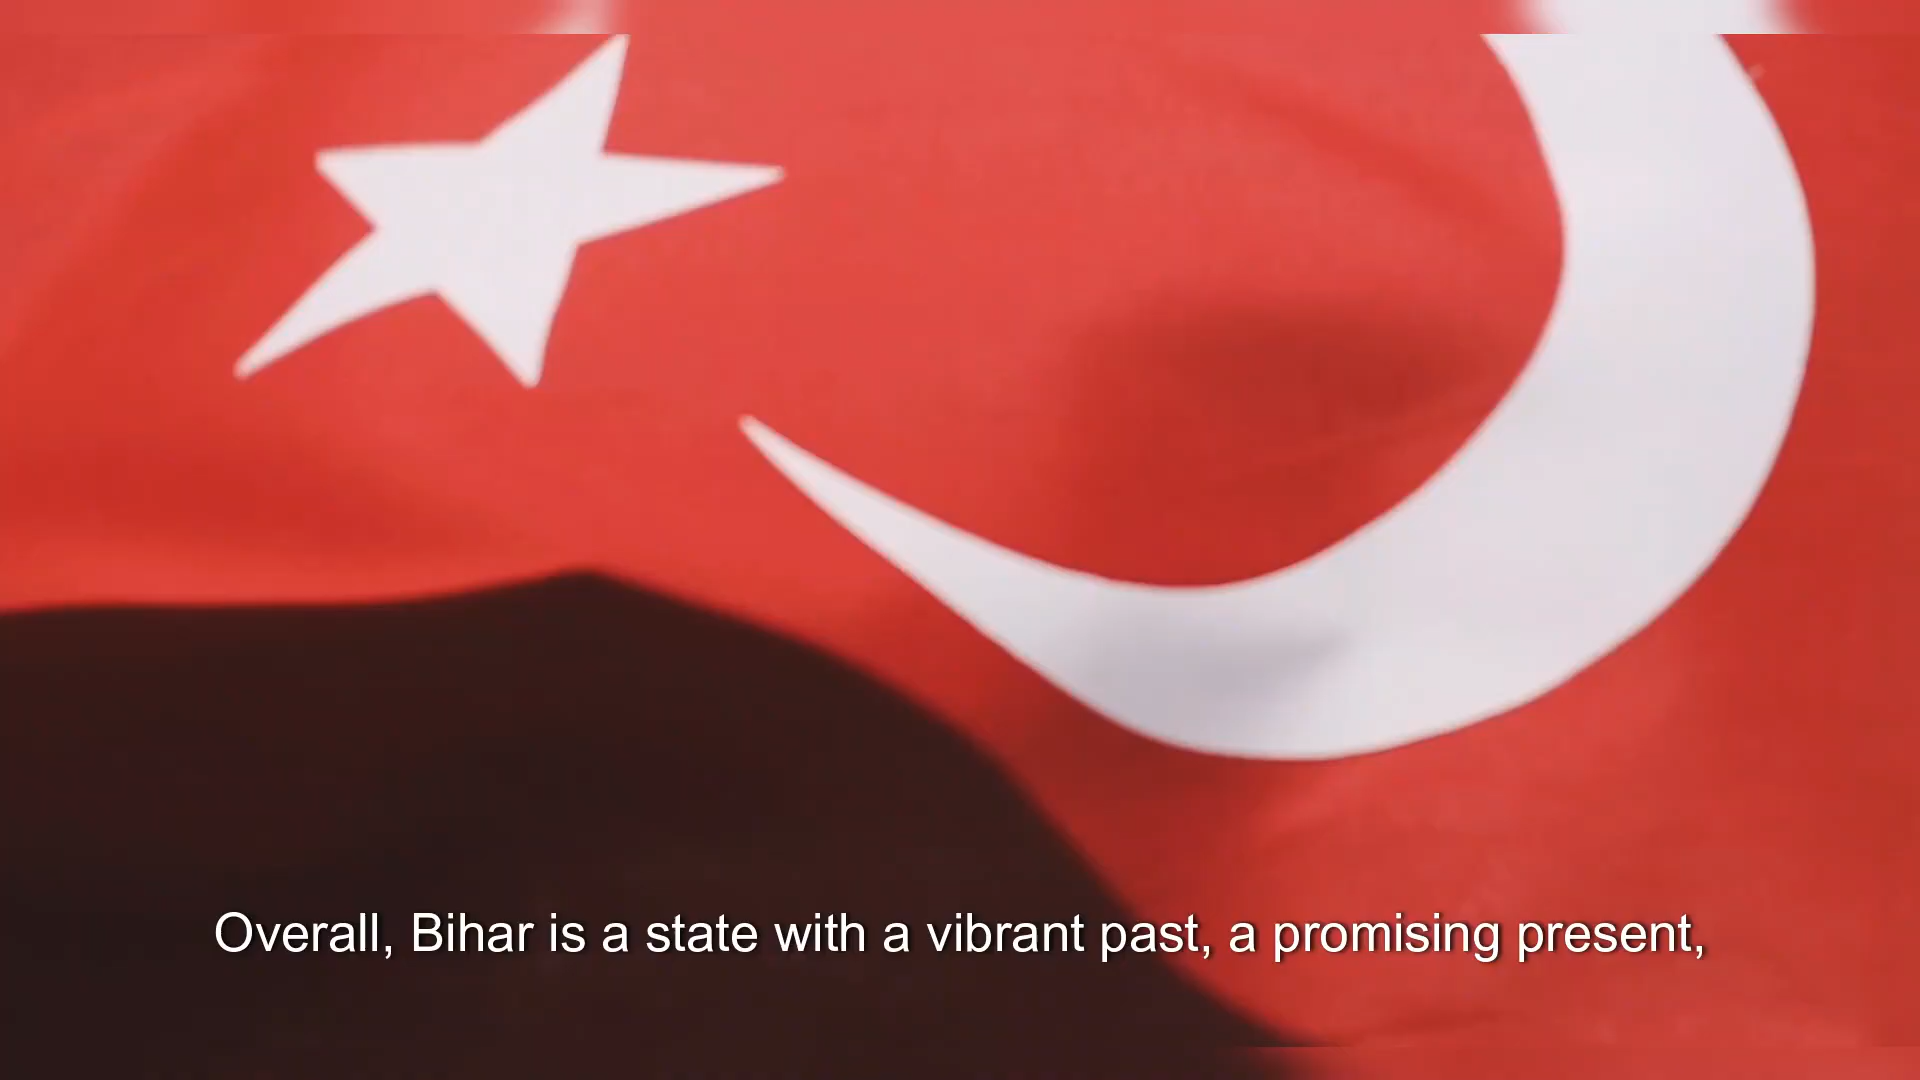 Overall, Bihar is a state with a vibrant past, a promising present,